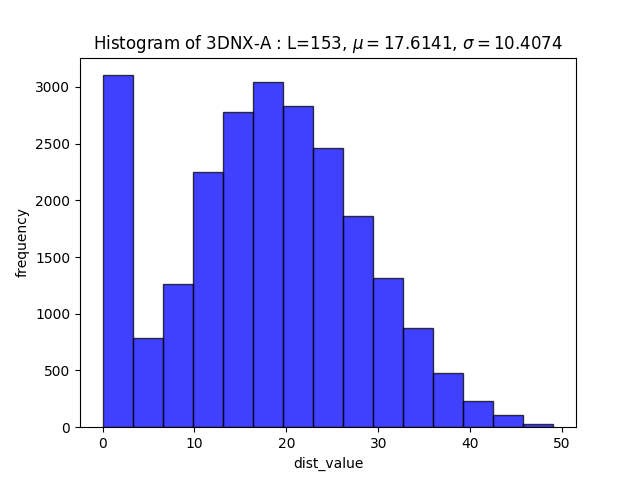 Histogram of 3DNX-A : L=153, μ = 17.6141, σ = 10.4074
3000
2500
2000
1500
1000
500
0
frequency
0 10 20 30 40 50
dist_value